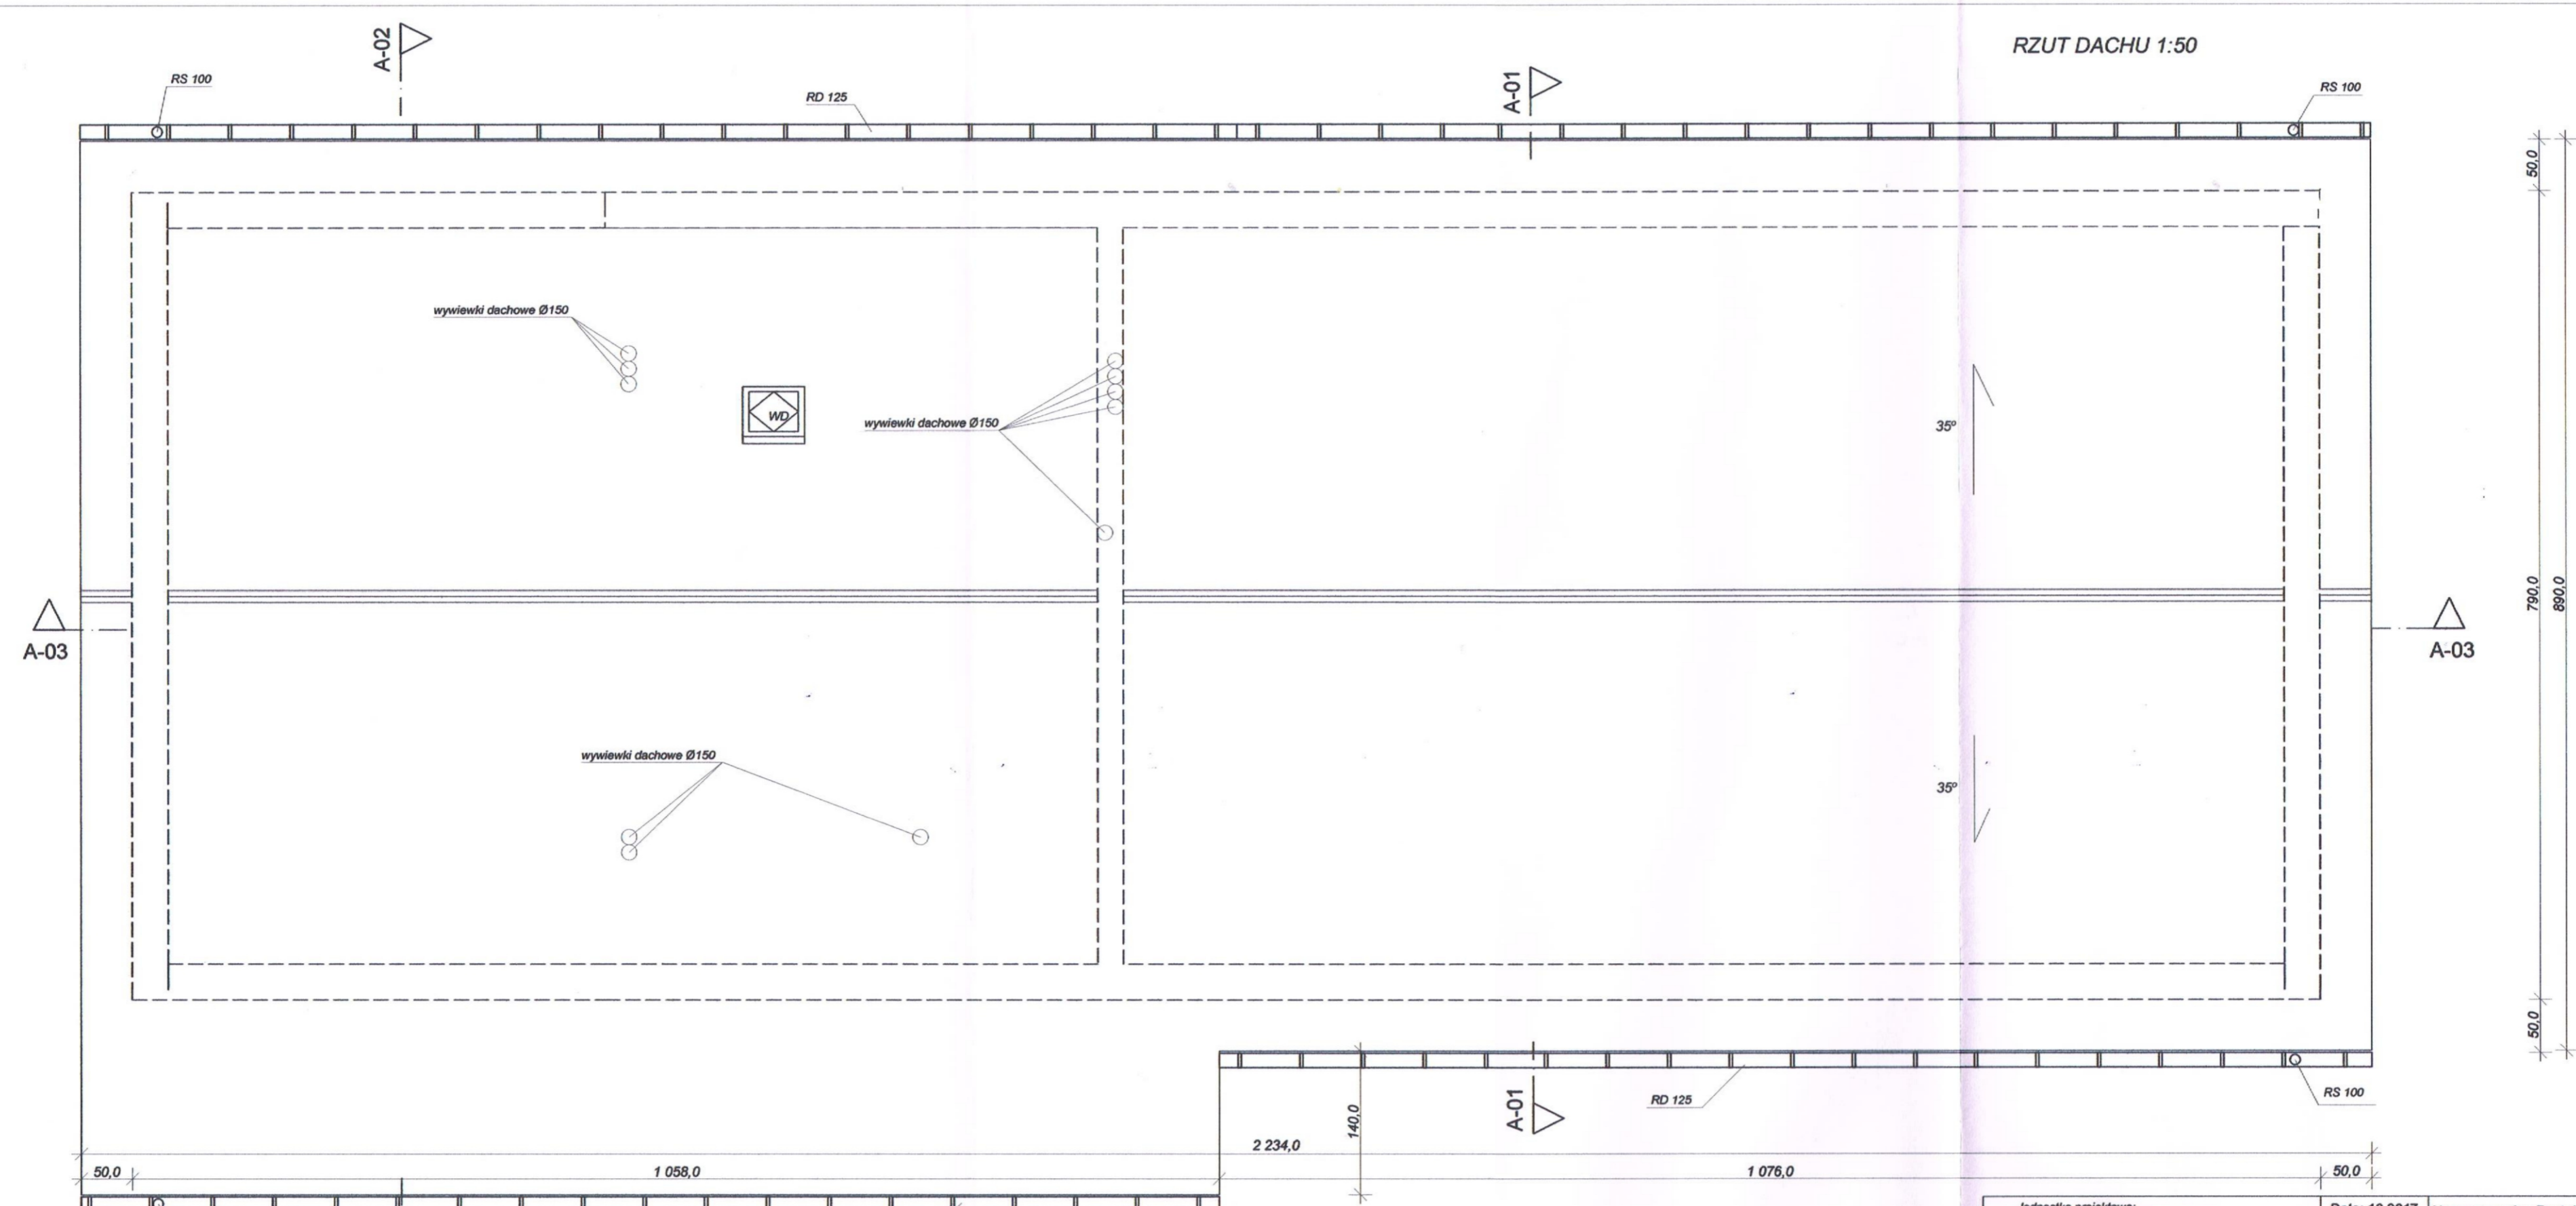 A-02
RZUT DACHU 1:50
A-01
RS 100
RD 125
RS 100
50,0
wywiewki dachowe Ø150
WD
wywiewki dachowe Ø150
35°
790,0
890,0
A-03
A-03
wywiewki dachowe Ø150
35°
50,0
RD 125
RS 100
A-01
140,0
2 234,0
50,0
1 058,0
1 076,0
50,0